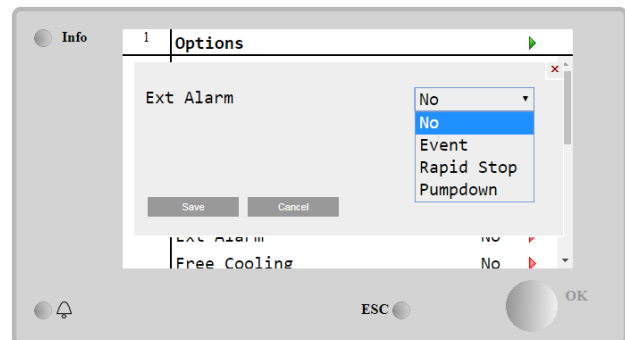 Info
1 Options
×
Ext Alarm No
No
Event
Rapid Stop
Pumpdown
Save Cancel
Ext Alarm No
Free Cooling No
ESC
OK